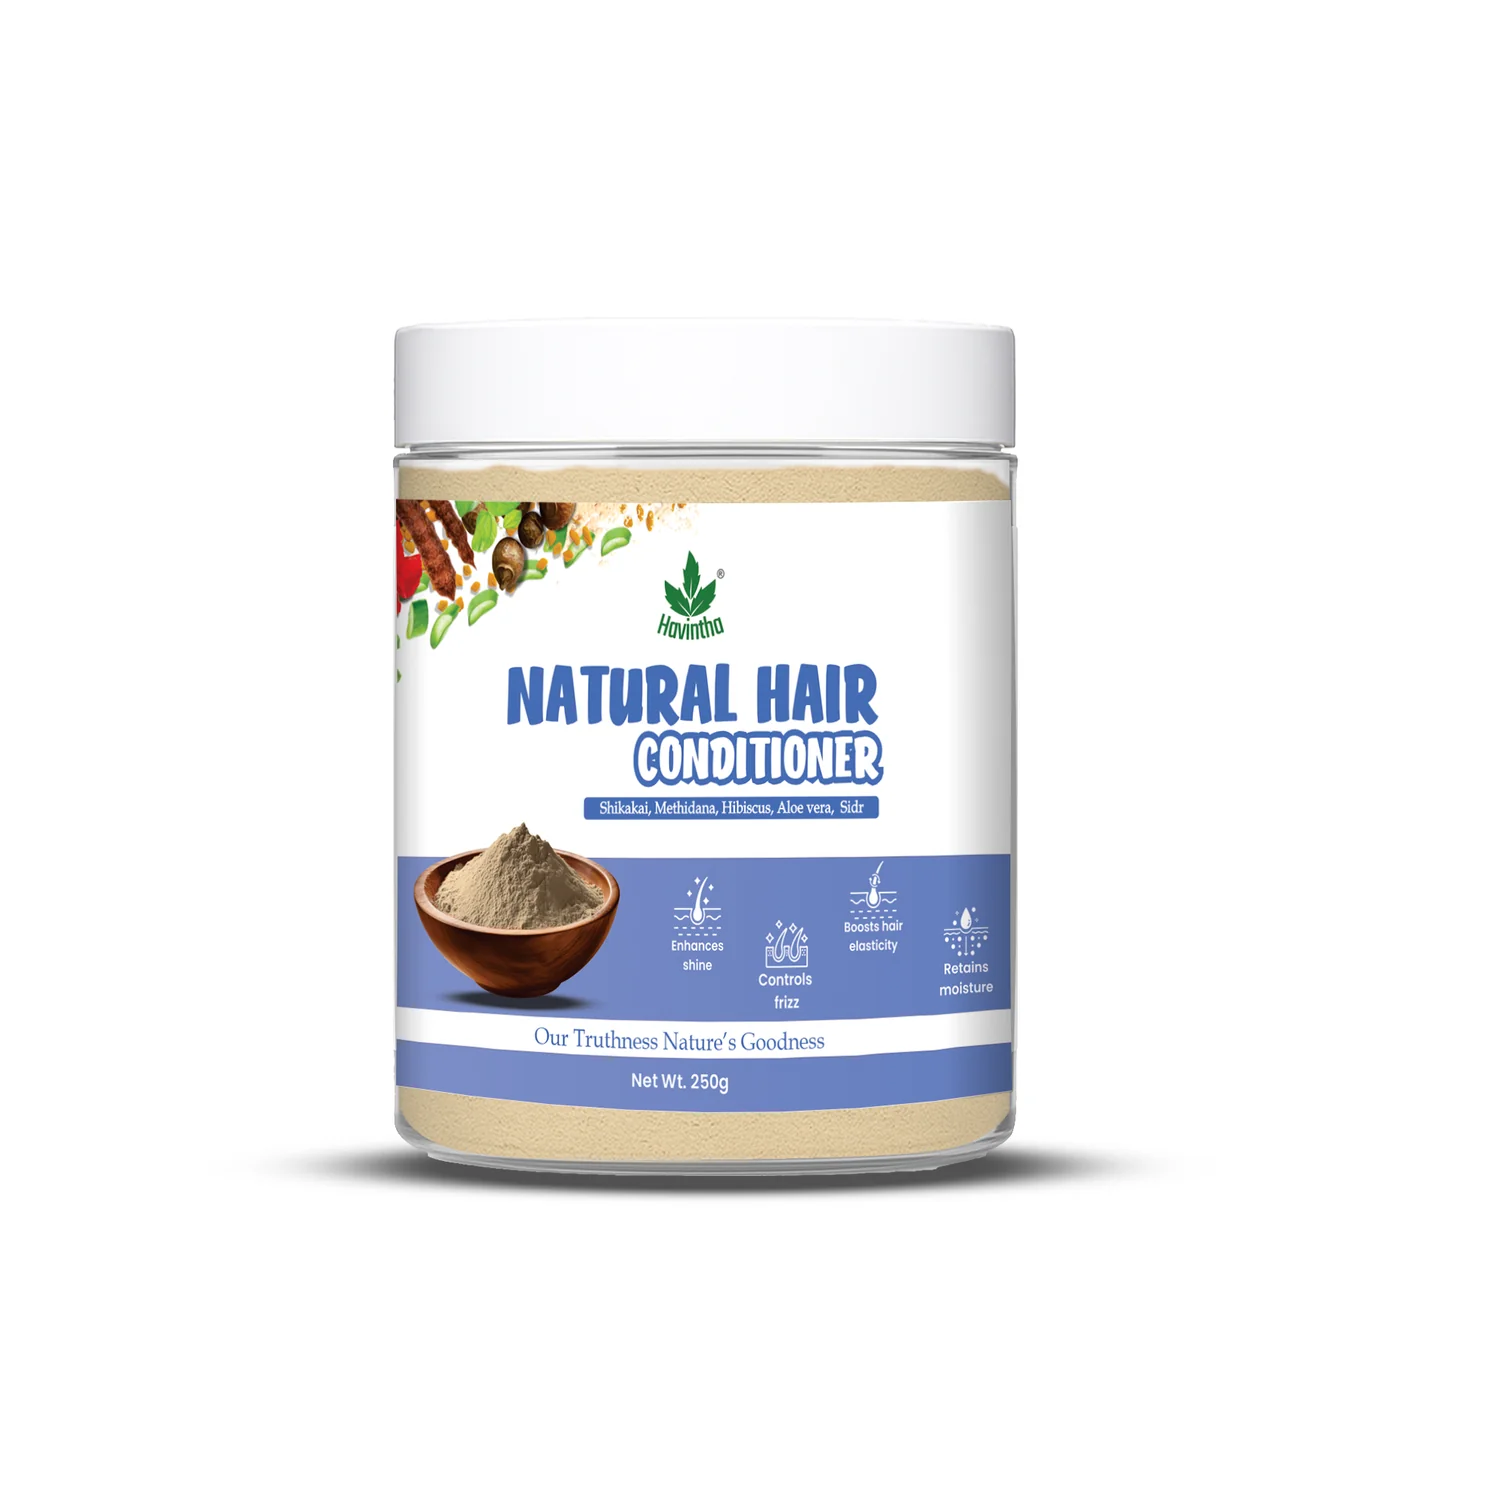 ®
Havintha
NATURAL HAIR
CONDITIONER
Shikakai, Methidana, Hibiscus, Aloe vera, Sidr
Enhances
shine
Controls
frizz
Boosts hair
elasticity
Retains
moisture
Our Truthness Nature's Goodness
Net Wt. 250g